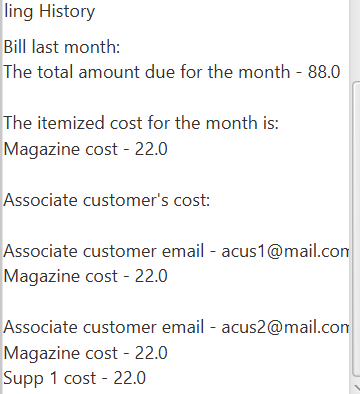 ling History
Bill last month:
The total amount due for the month - 88.0
The itemized cost for the month is:
Magazine cost - 22.0
Associate customer's cost:
Associate customer email - acus1@mail.com
Magazine cost - 22.0
Associate customer email - acus2@mail.com
Magazine cost - 22.0
Supp 1 cost - 22.0